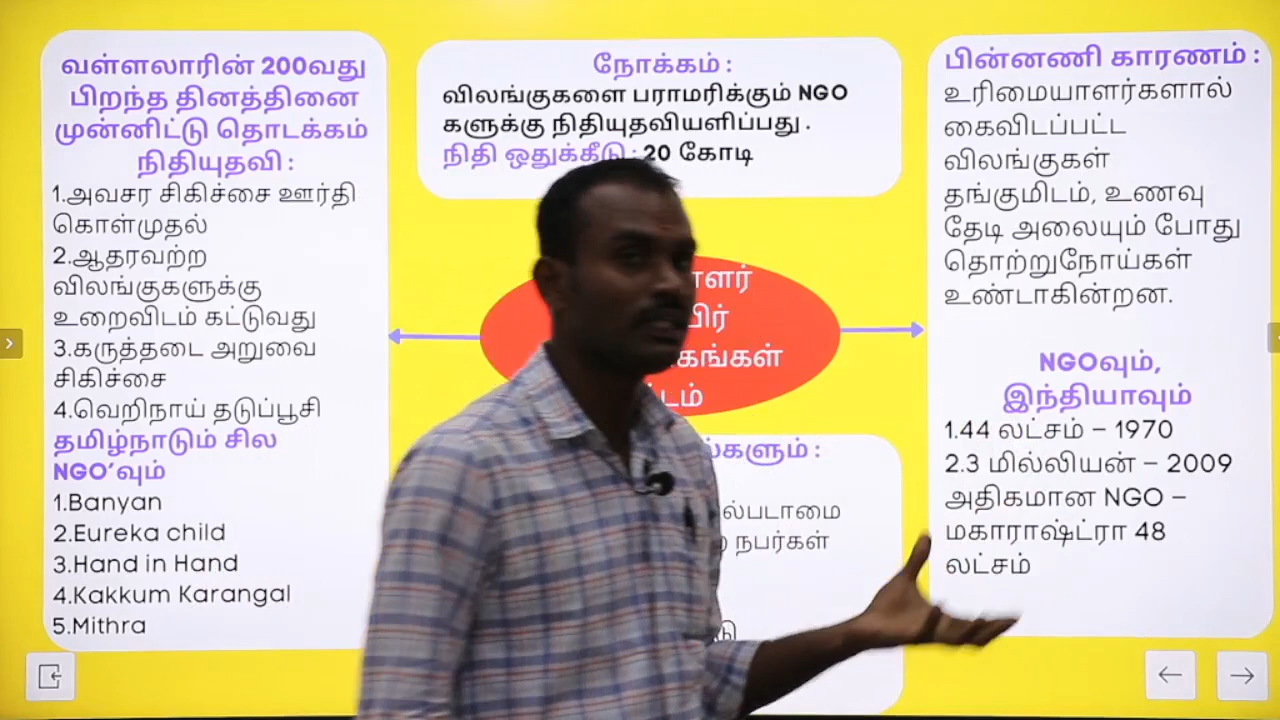 வள்ளலாரின் 200வது
பிறந்த தினத்தினை
முன்னிட்டு தொடக்கம்
நிதியுதவி :
1.அவசர சிகிச்சை ஊர்தி
கொள்முதல்
2.ஆதரவற்ற
விலங்குகளுக்கு
உறைவிடம் கட்டுவது
3.கருத்தடை அறுவை
சிகிச்சை
4.வெறிநாய் தடுப்பூசி
தமிழ்நாடும் சில
NGO'வும்
1.Banyan
2.Eureka child
3.Hand in Hand
4.Kakkum Karangal
5.Mithra
நோக்கம் :
விலங்குகளை பராமரிக்கும் NGO
களுக்கு நிதியுதவியளிப்பது .
நிதி ஒதுக்கீடு : 20 கோடி
நபர்கள்
பின்னணி காரணம் :
உரிமையாளர்களால்
கைவிடப்பட்ட
விலங்குகள்
தங்குமிடம், உணவு
தேடி அலையும் போது
தொற்றுநோய்கள்
உண்டாகின்றன.
NGOவும்,
இந்தியாவும்
1.44 லட்சம் – 1970
2.3 மில்லியன் – 2009
அதிகமான NGO –
மகாராஷ்ட்ரா 48
லட்சம்